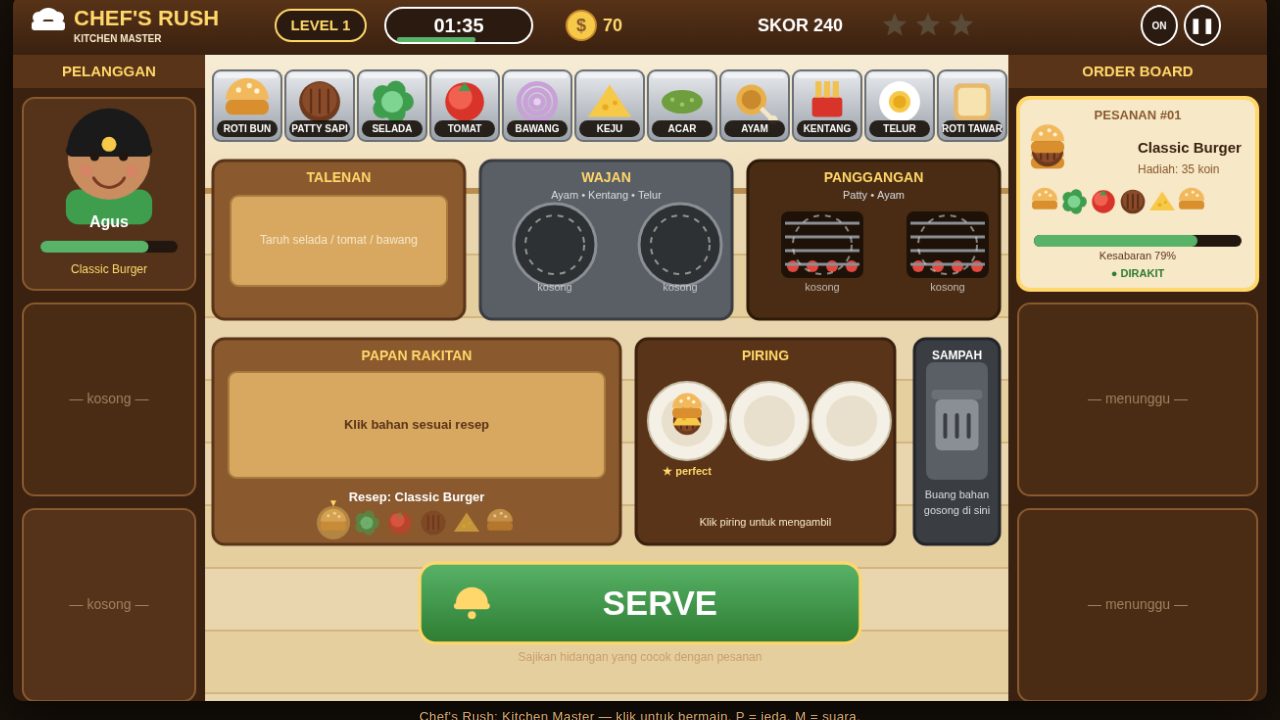 CHEF'S RUSH
KITCHEN MASTER
LEVEL 1
01:35
$ 70
SKOR 240
ON
PELANGGAN
Agus
Classic Burger
— kosong —
— kosong —
ROTI BUN
PATTY SAPI
SELADA
TOMAT
BAWANG
KEJU
ACAR
AYAM
KENTANG
TELUR
ROTI TAWAR
TALENAN
Taruh selada / tomat / bawang
WAJAN
Ayam • Kentang • Telur
kosong
kosong
PANGGANGAN
Patty • Ayam
kosong
kosong
PAPAN RAKITAN
Klik bahan sesuai resep
Resep: Classic Burger
PIRING
★ perfect
Klik piring untuk mengambil
SAMPAH
Buang bahan
gosong di sini
SERVE
Sajikan hidangan yang cocok dengan pesanan
ORDER BOARD
PESANAN #01
Classic Burger
Hadiah: 35 koin
Kesabaran 79%
● DIRAKIT
— menunggu —
— menunggu —
Chef's Rush: Kitchen Master — klik untuk bermain. P = jeda, M = suara.